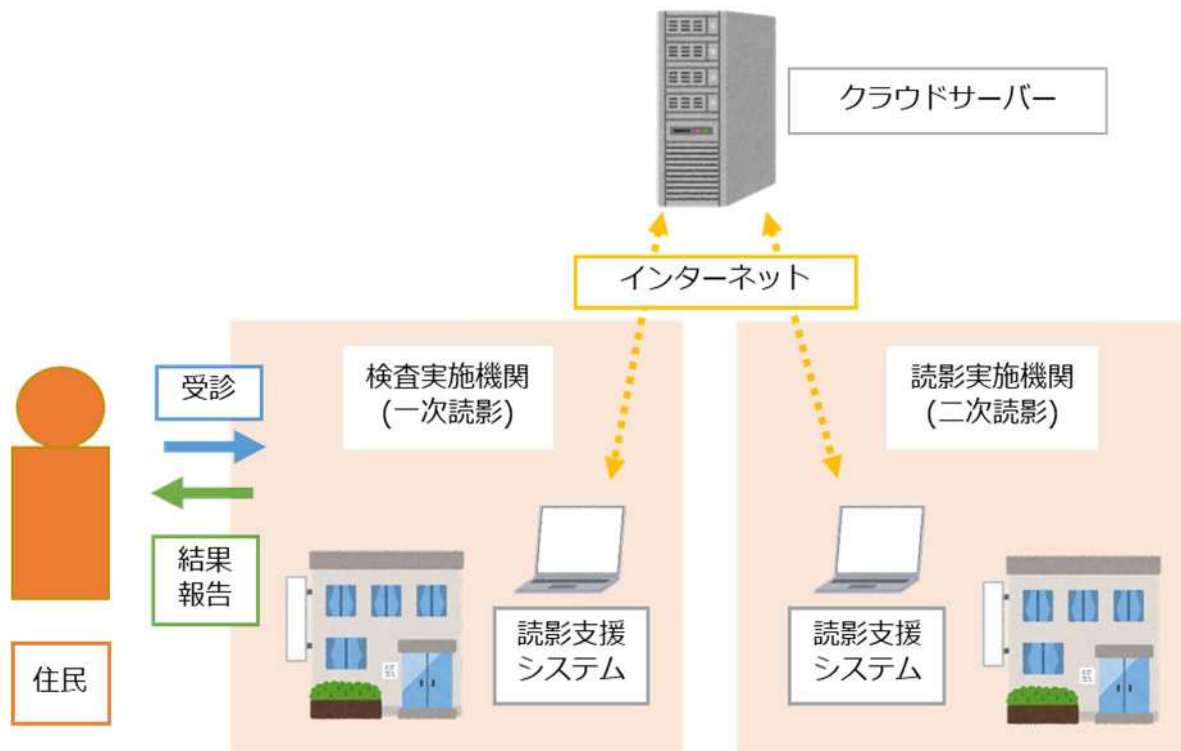 クラウドサーバー
インターネット
検査実施機関
(一次読影)
読影実施機関
(二次読影)
受診
結果
報告
住民
読影支援
システム
読影支援
システム